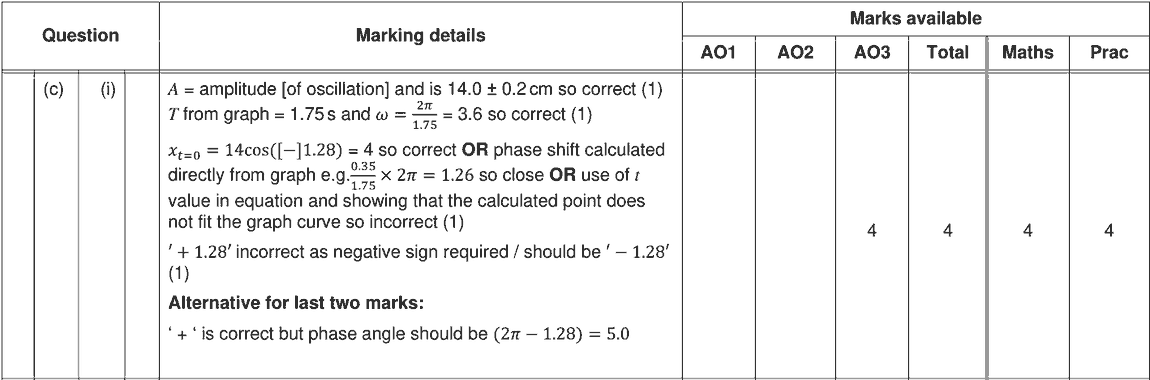 Question
Marking details
Marks available
AO1 AO2 AO3 Total Maths Prac
(c) (i)
A = amplitude [of oscillation] and is 14.0 ± 0.2 cm so correct (1)
T from graph = 1.75 s and ω = 2π/1.75 = 3.6 so correct (1)
xₜ₌₀ = 14cos([−]1.28) = 4 so correct OR phase shift calculated
directly from graph e.g. 0.35/1.75 × 2π = 1.26 so close OR use of t
value in equation and showing that the calculated point does
not fit the graph curve so incorrect (1)
' + 1.28' incorrect as negative sign required / should be ' − 1.28'
(1)
Alternative for last two marks:
‘ + ‘ is correct but phase angle should be (2π − 1.28) = 5.0
4 4 4 4